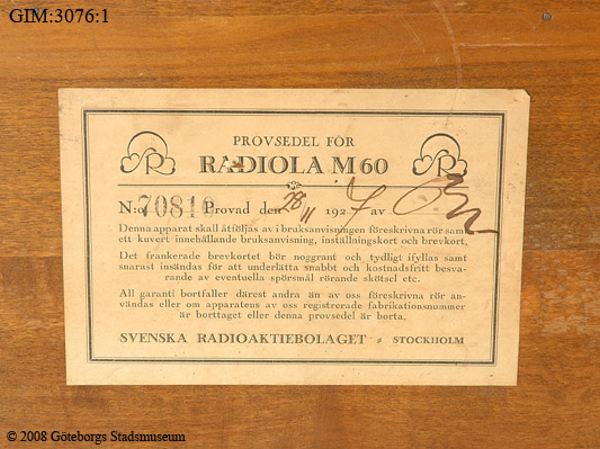 GIM:3076:1
PROVSEDEL FÖR
RADIOLA M 60
N:o 70810 Provad den 28/11 1927 av
Denna apparat skall åtföljas av i bruksanvisningen föreskrivna rör samt
ett kuvert innehållande bruksanvisning, inställningskort och brevkort,
Det frankerade brevkortet bör noggrant och tydligt ifyllas samt
snarast insändas för att underlätta snabbt och kostnadsfritt besva-
rande av eventuella spörsmål rörande skötsel etc.
All garanti bortfaller därest andra än av oss föreskrivna rör an-
vändas eller om apparatens av oss registrerade fabrikationsnummer
är borttaget eller denna provsedel är borta.
SVENSKA RADIOAKTIEBOLAGET STOCKHOLM
© 2008 Göteborgs Stadsmuseum